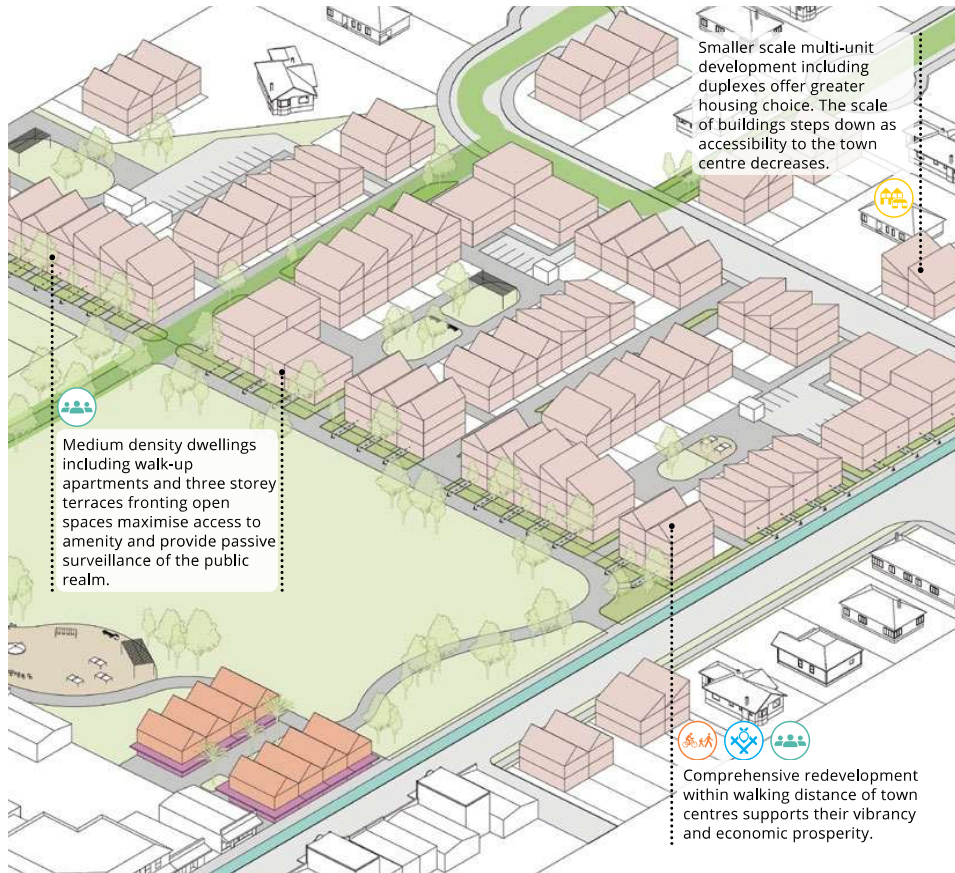 Smaller scale multi-unit
development including
duplexes offer greater
housing choice. The scale
of buildings steps down as
accessibility to the town
centre decreases.
Medium density dwellings
including walk-up
apartments and three storey
terraces fronting open
spaces maximise access to
amenity and provide passive
surveillance of the public
realm.
Comprehensive redevelopment
within walking distance of town
centres supports their vibrancy
and economic prosperity.